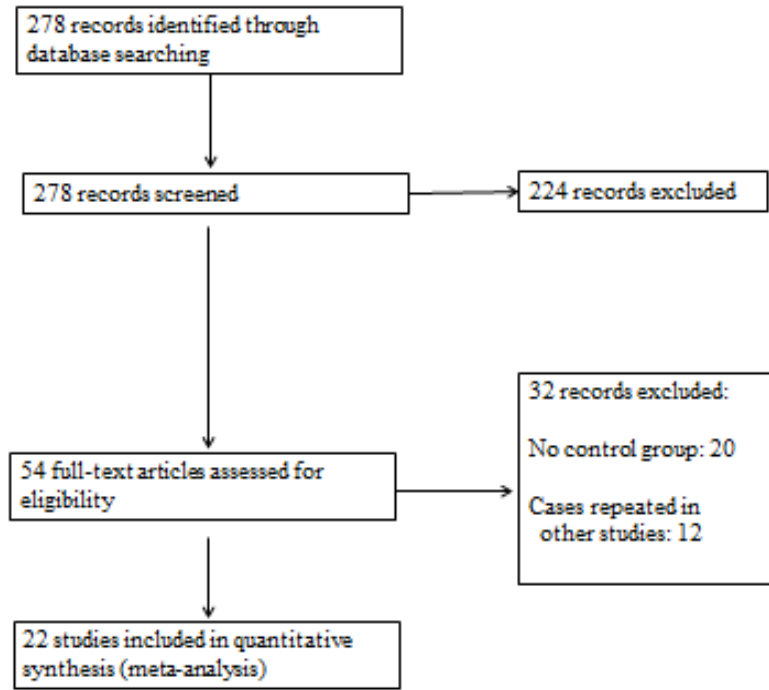 278 records identified through
database searching
278 records screened
224 records excluded
32 records excluded:
No control group: 20
Cases repeated in
other studies: 12
54 full-text articles assessed for
eligibility
22 studies included in quantitative
synthesis (meta-analysis)